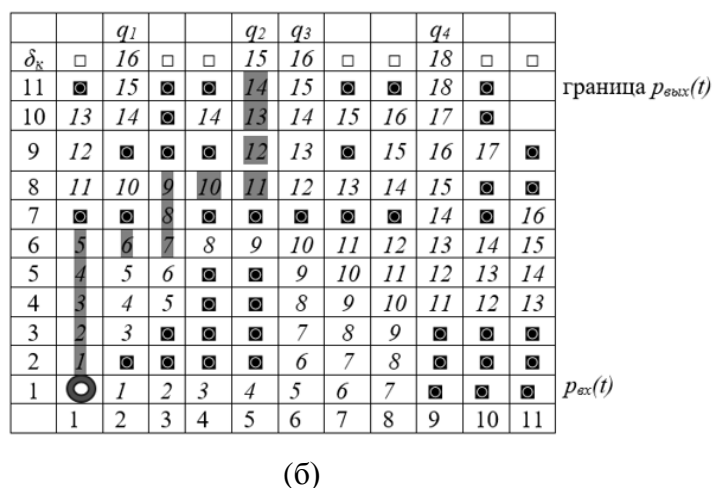 q1 q2 q3 q4
δк □ 16 □ □ 15 16 □ □ 18 □ □
11 ◙ 15 ◙ ◙ 14 15 ◙ ◙ 18 ◙ граница pвых(t)
10 13 14 ◙ 14 13 14 15 16 17 ◙
9 12 ◙ ◙ ◙ 12 13 ◙ 15 16 17 ◙
8 11 10 9 10 11 12 13 14 15 ◙ ◙
7 ◙ ◙ 8 ◙ ◙ ◙ ◙ ◙ 14 ◙ 16
6 5 6 7 8 9 10 11 12 13 14 15
5 4 5 6 ◙ ◙ 9 10 11 12 13 14
4 3 4 5 ◙ ◙ 8 9 10 11 12 13
3 2 3 ◙ ◙ ◙ 7 8 9 ◙ ◙ ◙
2 1 ◙ ◙ ◙ ◙ 6 7 8 ◙ ◙ ◙
1 1 2 3 4 5 6 7 ◙ ◙ ◙ pвх(t)
1 2 3 4 5 6 7 8 9 10 11
(б)